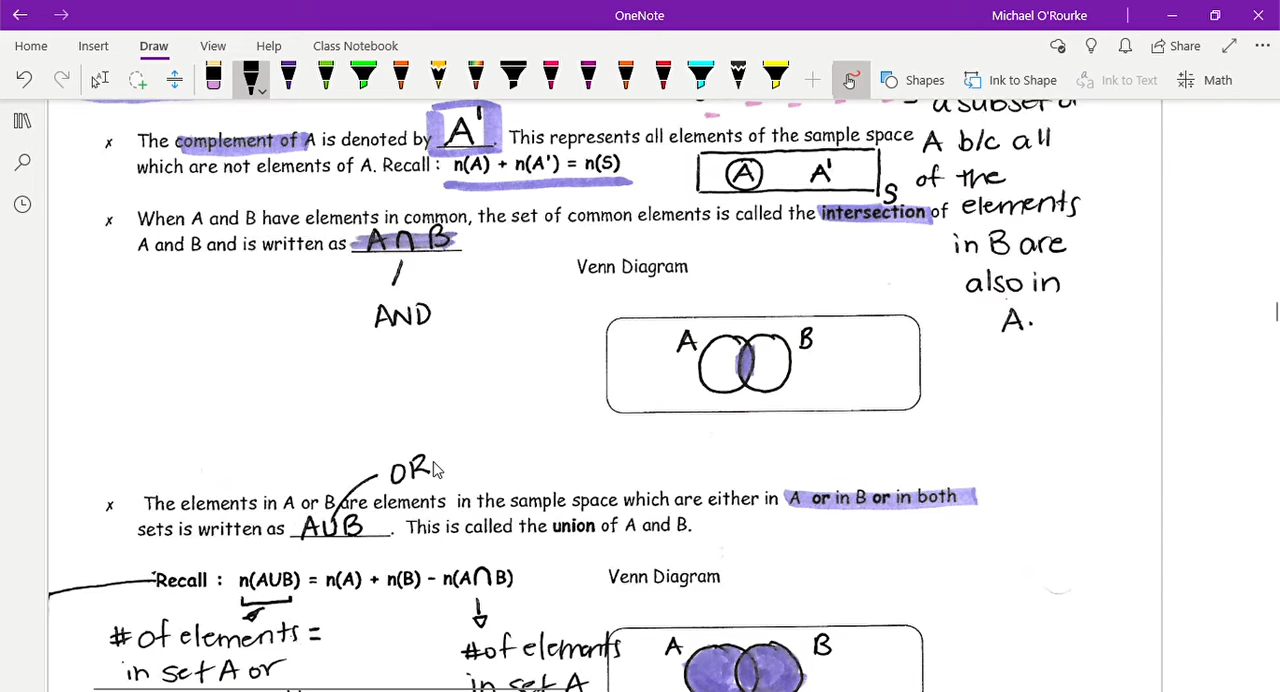 OneNote
Michael O'Rourke
Home Insert Draw View Help Class Notebook
Share
Shapes Ink to Shape Ink to Text Math
- a subset of
A b/c all
of the
elements
in B are
also in
A.
x The complement of A is denoted by A'. This represents all elements of the sample space
which are not elements of A. Recall : n(A) + n(A') = n(S)
A A' S
x When A and B have elements in common, the set of common elements is called the intersection of
A and B and is written as A∩B
AND
Venn Diagram
A B
OR
x The elements in A or B are elements in the sample space which are either in A or in B or in both
sets is written as AUB. This is called the union of A and B.
Recall : n(AUB) = n(A) + n(B) - n(A∩B)
Venn Diagram
# of elements =
in set A or
# of elements
in set A
A B